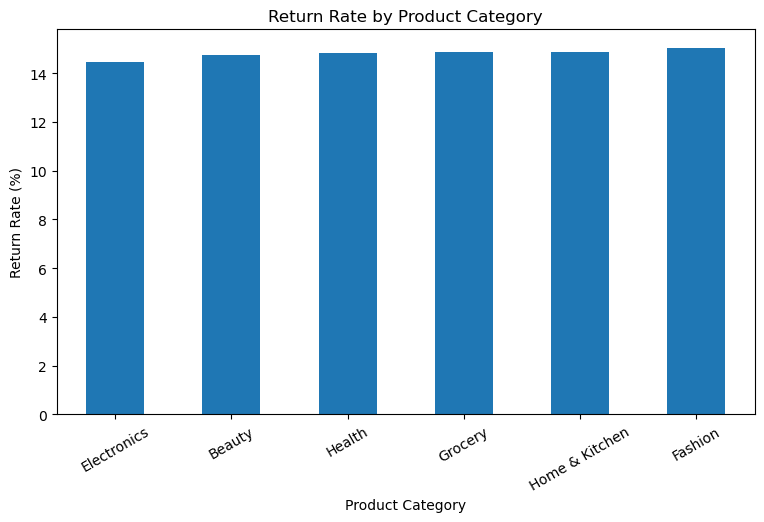 Return Rate by Product Category
Return Rate (%)
14
12
10
8
6
4
2
0
Electronics
Beauty
Health
Grocery
Home & Kitchen
Fashion
Product Category